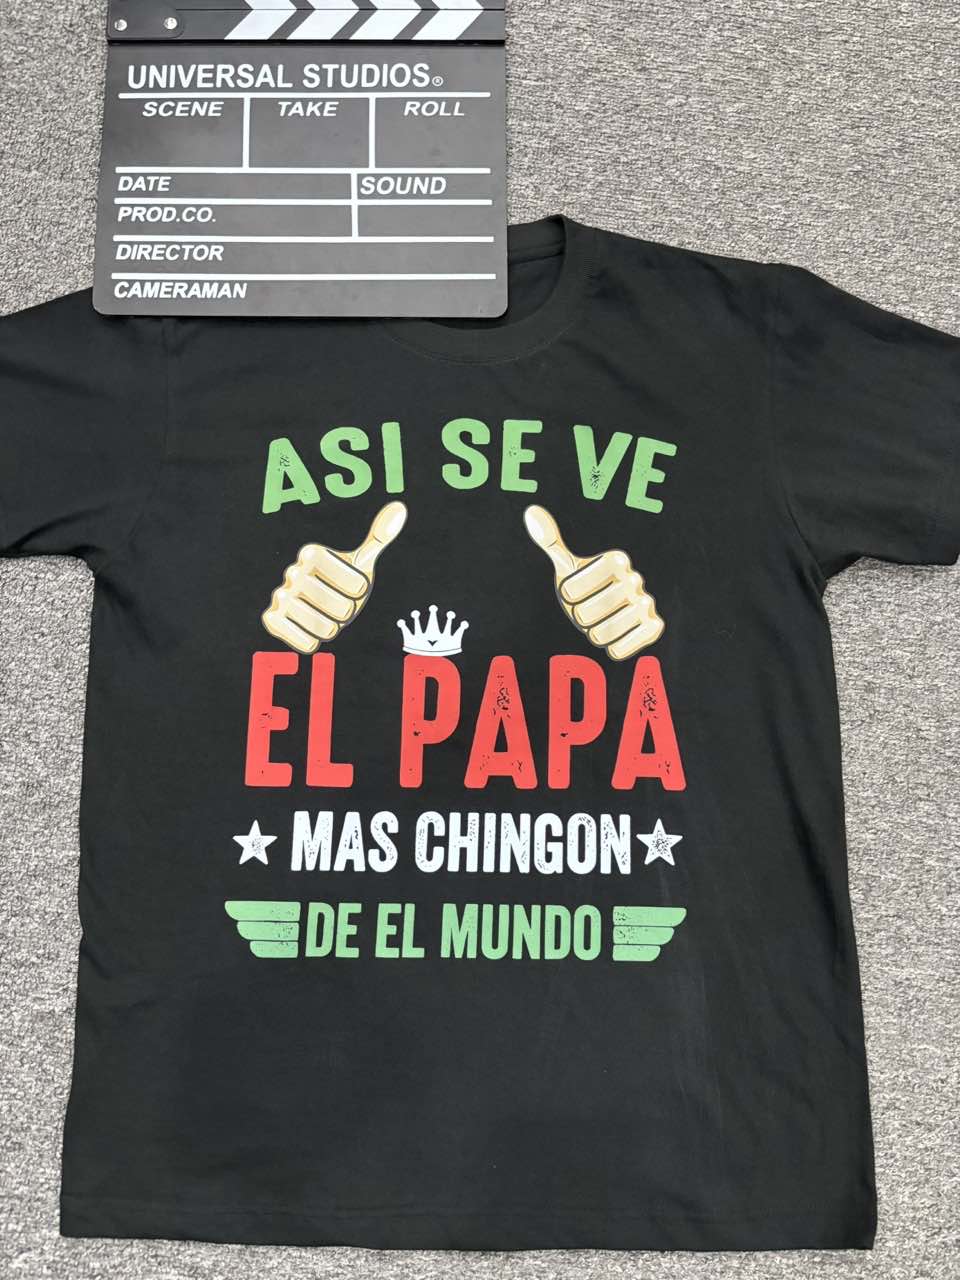 UNIVERSAL STUDIOS®
SCENE TAKE ROLL
DATE SOUND
PROD.CO.
DIRECTOR
CAMERAMAN
ASI SE VE
EL PAPA
MAS CHINGON
DE EL MUNDO